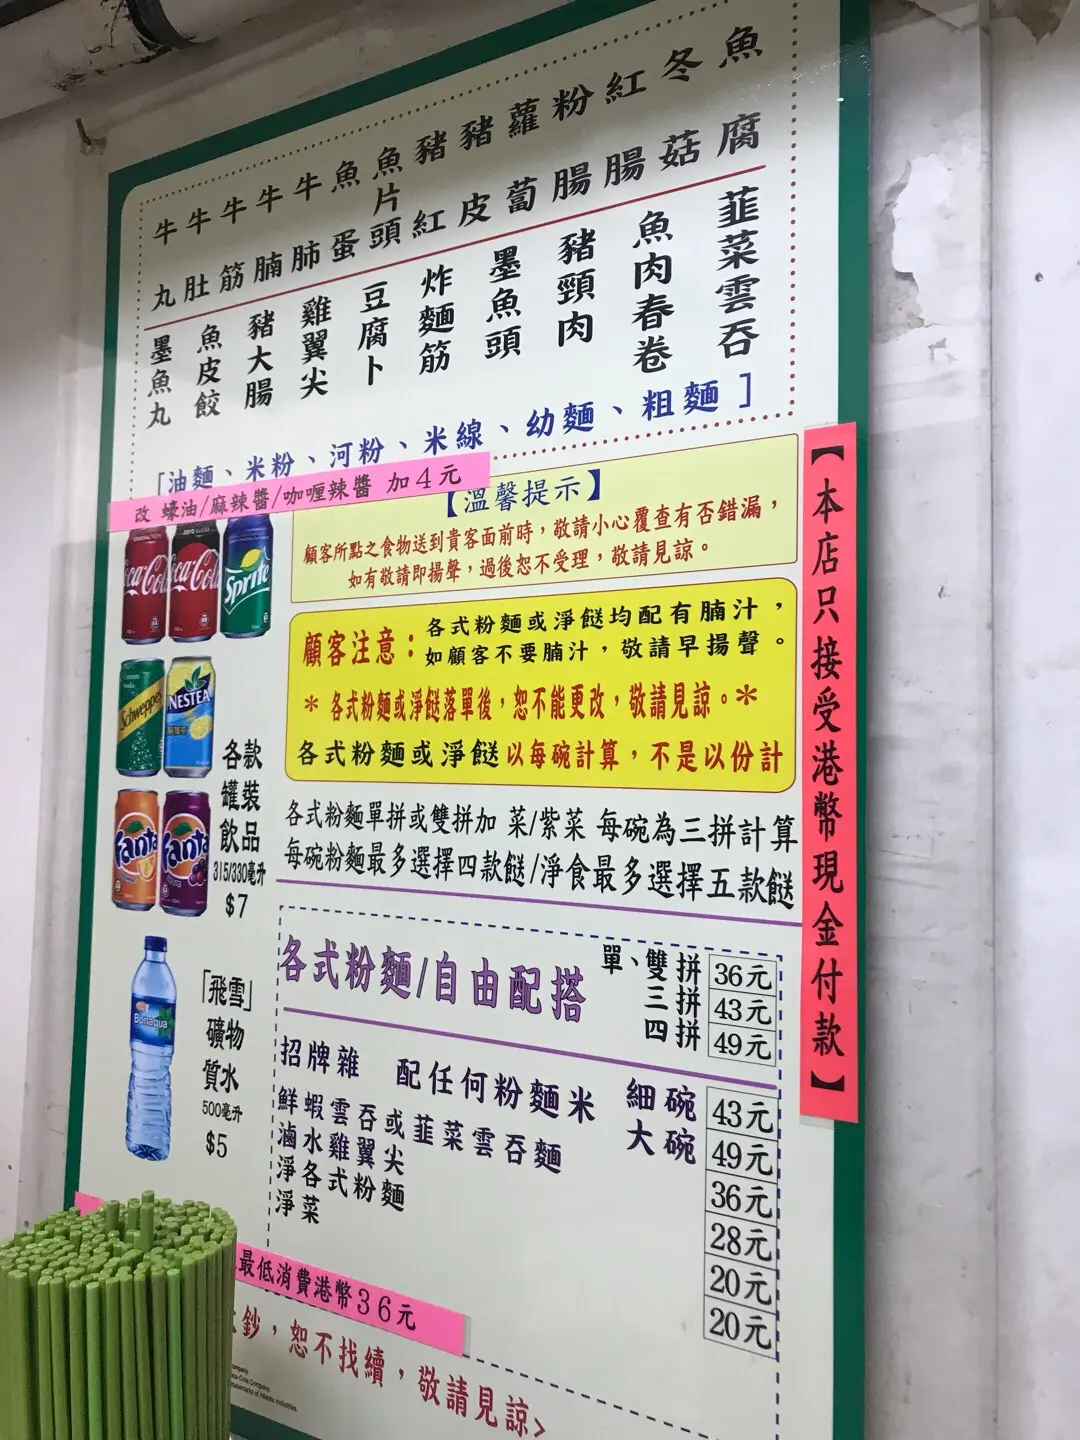 牛丸
牛肚
牛筋
牛腩
牛肺
魚蛋
魚片頭
豬紅
豬皮
蘿蔔
粉腸
紅腸
冬菇
魚腐
墨魚丸
魚皮餃
豬大腸
雞翼尖
豆腐卜
炸麵筋
墨魚頭
豬頸肉
魚肉春卷
韮菜雲吞
[油麵、米粉、河粉、米線、幼麵、粗麵]
改 蠔油/麻辣醬/咖喱辣醬 加4元
【溫馨提示】
顧客所點之食物送到貴客面前時，敬請小心覆查有否錯漏，
如有敬請即揚聲，過後恕不受理，敬請見諒。
顧客注意：各式粉麵或淨餸均配有腩汁，
如顧客不要腩汁，敬請早揚聲。
* 各式粉麵或淨餸落單後，恕不能更改，敬請見諒。*
各式粉麵或淨餸以每碗計算，不是以份計
各式粉麵單拼或雙拼加 菜/紫菜 每碗為三拼計算
每碗粉麵最多選擇四款餸/淨食最多選擇五款餸
各式粉麵/自由配搭
單、雙拼 36元
三拼 43元
四拼 49元
招牌雜 配任何粉麵米 細碗 43元
大碗 49元
鮮蝦雲吞或韮菜雲吞麵 36元
滷水雞翼尖 28元
淨各式粉麵 20元
淨菜 20元
最低消費港幣36元
鈔，恕不找續，敬請見諒>
【本店只接受港幣現金付款】
Coca-Cola
Coca-Cola
Sprite
Cream Soda
Schweppes
NESTEA
Fanta
Fanta
各款
罐裝
飲品
315/330毫升
$7
Bonaqua
「飛雪」
礦物
質水
500毫升
$5